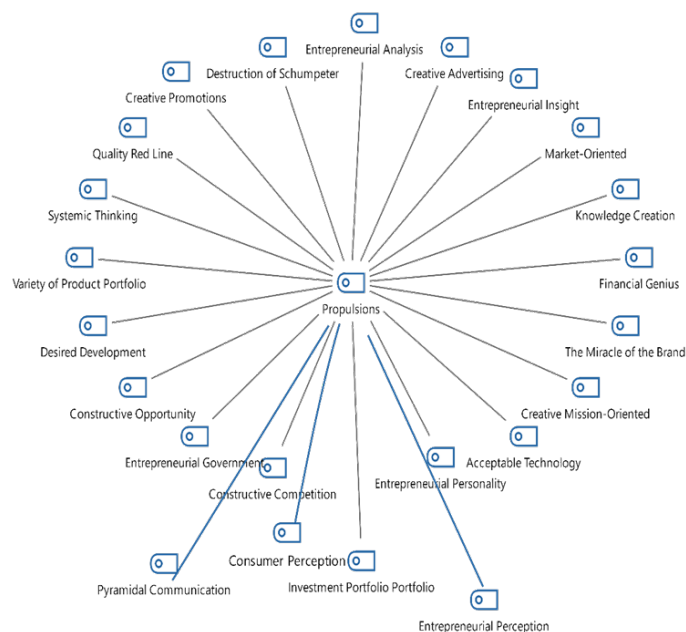 Entrepreneurial Analysis
Destruction of Schumpeter
Creative Advertising
Creative Promotions
Entrepreneurial Insight
Quality Red Line
Market-Oriented
Systemic Thinking
Knowledge Creation
Variety of Product Portfolio
Financial Genius
Propulsions
Desired Development
The Miracle of the Brand
Constructive Opportunity
Creative Mission-Oriented
Entrepreneurial Government
Acceptable Technology
Constructive Competition
Entrepreneurial Personality
Consumer Perception
Pyramidal Communication
Investment Portfolio Portfolio
Entrepreneurial Perception